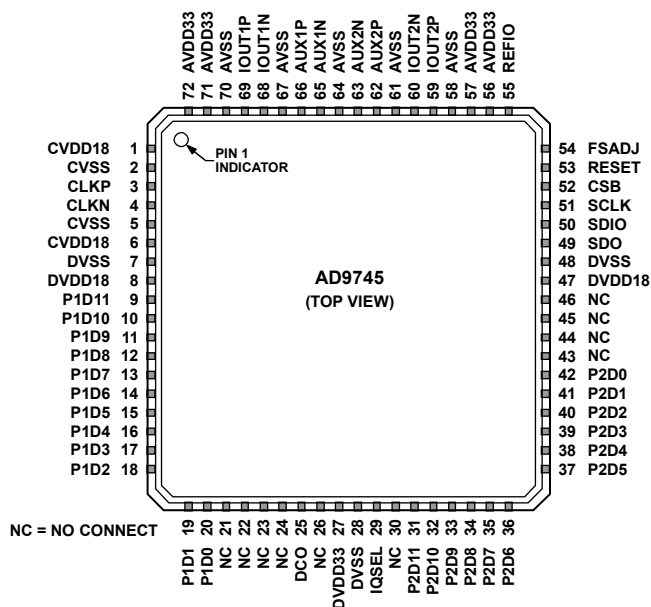 72 AVDD33
71 AVDD33
70 AVSS
69 IOUT1P
68 IOUT1N
67 AVSS
66 AUX1P
65 AUX1N
64 AVSS
63 AUX2N
62 AUX2P
61 AVSS
60 IOUT2N
59 IOUT2P
58 AVSS
57 AVDD33
56 AVDD33
55 REFIO
CVDD18 1
CVSS 2
CLKP 3
CLKN 4
CVSS 5
CVDD18 6
DVSS 7
DVDD18 8
P1D11 9
P1D10 10
P1D9 11
P1D8 12
P1D7 13
P1D6 14
P1D5 15
P1D4 16
P1D3 17
P1D2 18
PIN 1
INDICATOR
AD9745
(TOP VIEW)
54 FSADJ
53 RESET
52 CSB
51 SCLK
50 SDIO
49 SDO
48 DVSS
47 DVDD18
46 NC
45 NC
44 NC
43 NC
42 P2D0
41 P2D1
40 P2D2
39 P2D3
38 P2D4
37 P2D5
NC = NO CONNECT
P1D1 19
P1D0 20
NC 21
NC 22
NC 23
NC 24
DCO 25
NC 26
DVDD33 27
DVSS 28
IQSEL 29
NC 30
P2D11 31
P2D10 32
P2D9 33
P2D8 34
P2D7 35
P2D6 36